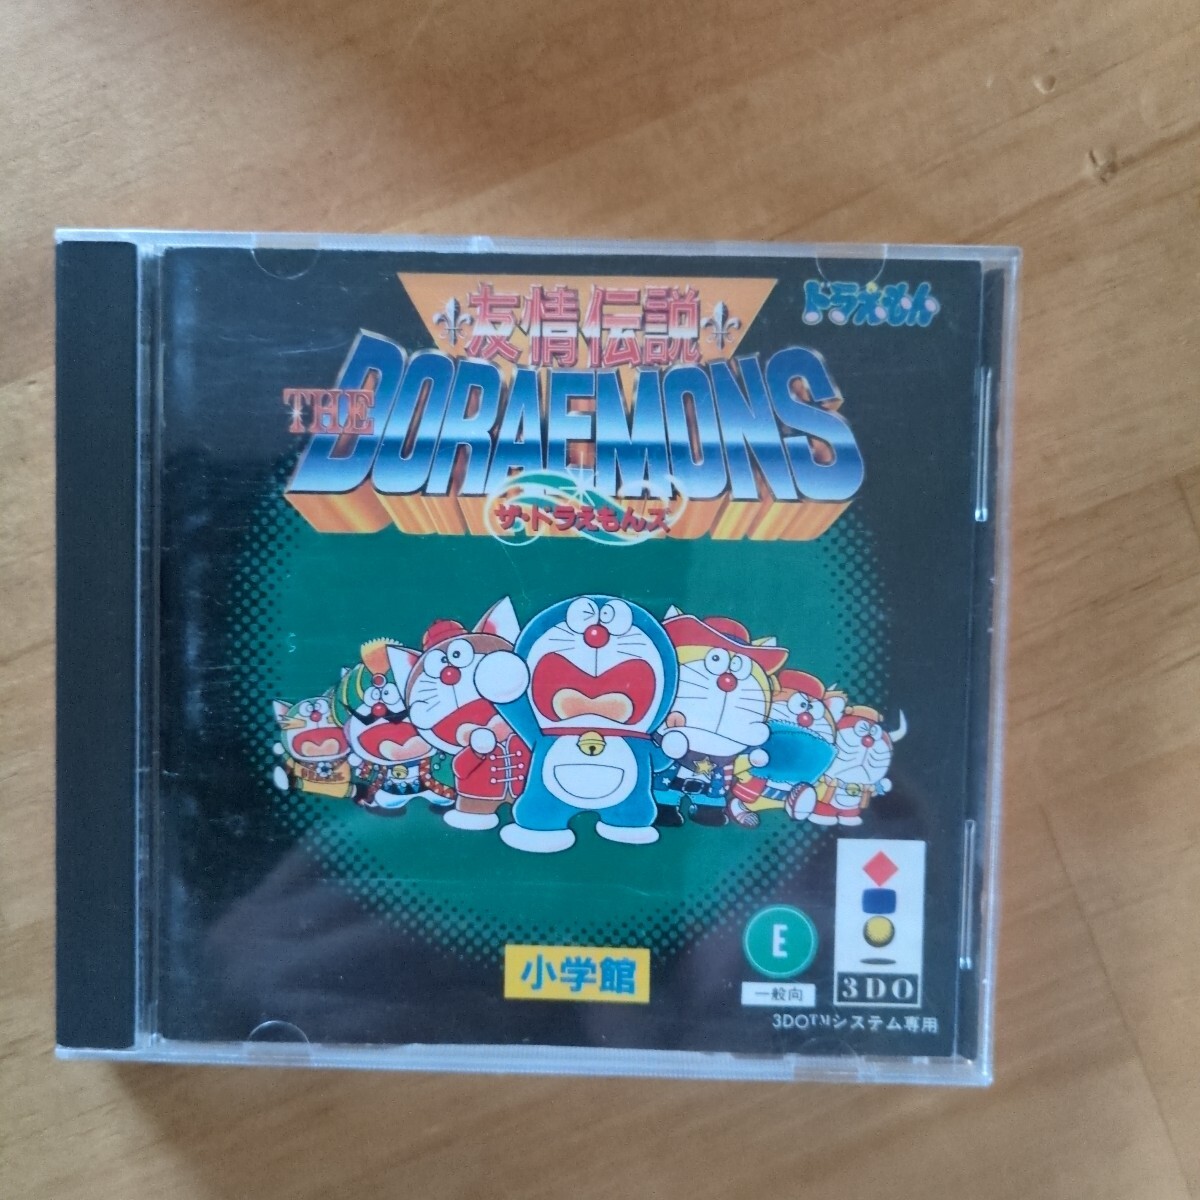 友情伝説
ドラえもん
THE DORAEMONS
ザ・ドラえもんズ
小学館
E
一般向
3DO
3DO™システム専用